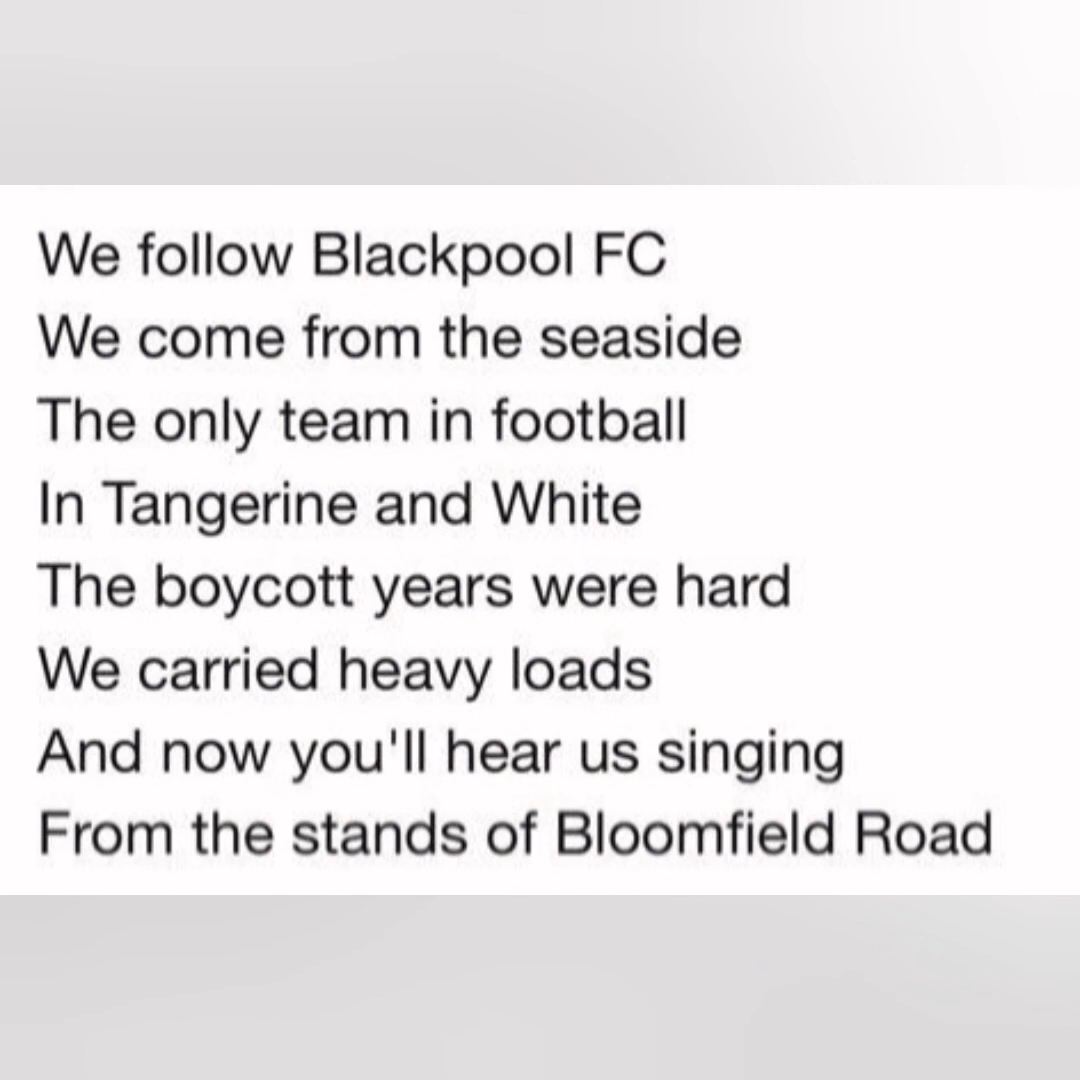 We follow Blackpool FC
We come from the seaside
The only team in football
In Tangerine and White
The boycott years were hard
We carried heavy loads
And now you'll hear us singing
From the stands of Bloomfield Road